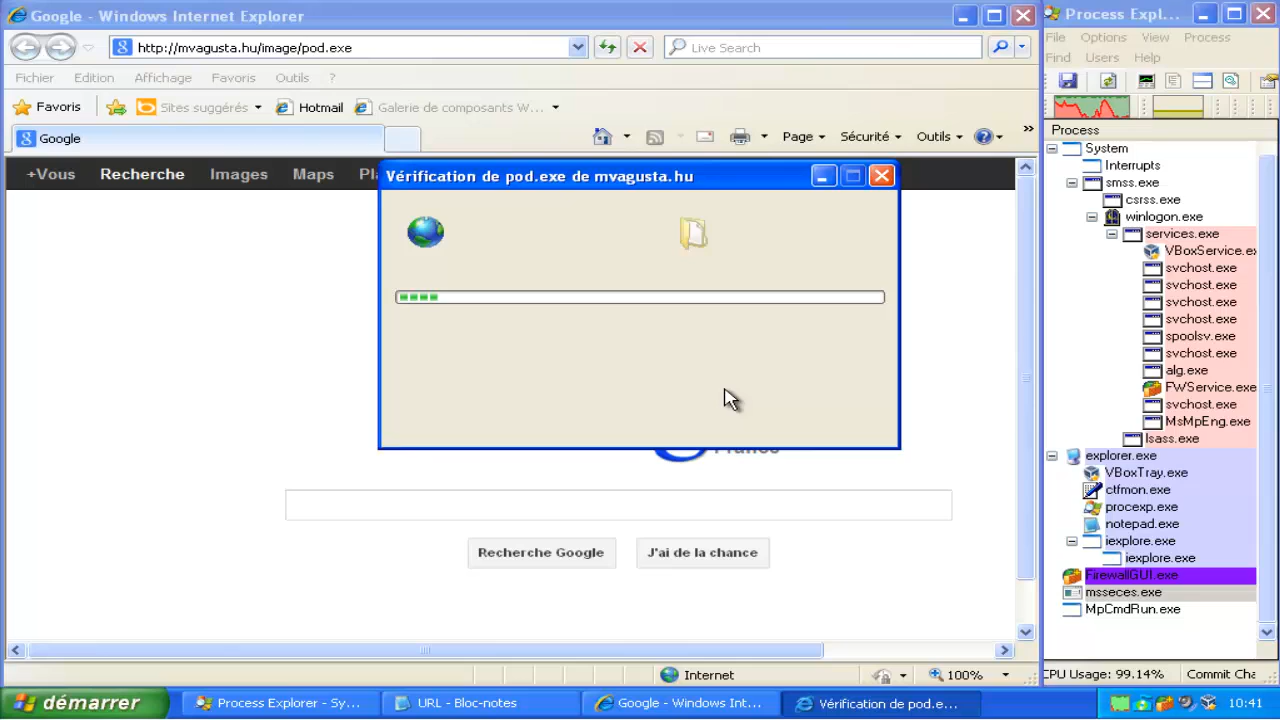 Google - Windows Internet Explorer
http://mvagusta.hu/image/pod.exe
Live Search
Fichier Edition Affichage Favoris Outils ?
Favoris Sites suggérés Hotmail Galerie de composants W...
Google
Page Sécurité Outils
+Vous Recherche Images Maps Pla
Vérification de pod.exe de mvagusta.hu
France
Recherche Google J'ai de la chance
Internet 100%
Process Expl...
File Options View Process
Find Users Help
Process
System
Interrupts
smss.exe
csrss.exe
winlogon.exe
services.exe
VBoxService.ex
svchost.exe
svchost.exe
svchost.exe
svchost.exe
spoolsv.exe
svchost.exe
alg.exe
FWService.exe
svchost.exe
MsMpEng.exe
lsass.exe
explorer.exe
VBoxTray.exe
ctfmon.exe
procexp.exe
notepad.exe
iexplore.exe
iexplore.exe
FirewallGUI.exe
msseces.exe
MpCmdRun.exe
CPU Usage: 99.14% Commit Cha
démarrer Process Explorer - Sy... URL - Bloc-notes Google - Windows Int... Vérification de pod.e... 10:41